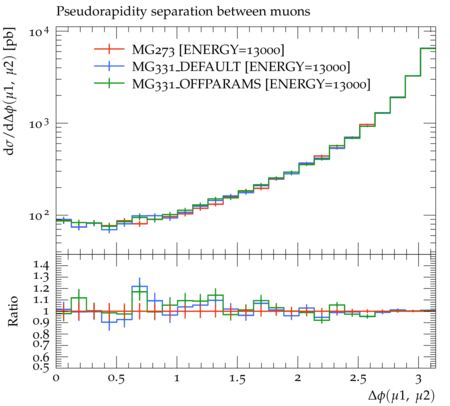 Pseudorapidity separation between muons
dσ/dΔϕ(μ1, μ2) [pb]
10⁴
10³
10²
MG273 [ENERGY=13000]
MG331_DEFAULT [ENERGY=13000]
MG331_OFFPARAMS [ENERGY=13000]
Ratio
1.4
1.3
1.2
1.1
1
0.9
0.8
0.7
0.6
0.5
0 0.5 1 1.5 2 2.5 3
Δϕ(μ1, μ2)